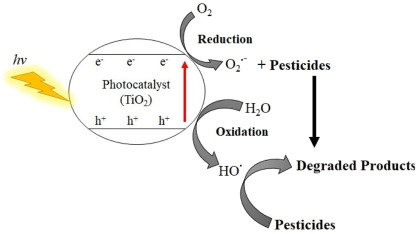 O₂
Reduction
hv
e⁻ e⁻ e⁻
O₂•⁻ + Pesticides
Photocatalyst
(TiO₂)
H₂O
h⁺ h⁺ h⁺
Oxidation
HO•
Degraded Products
Pesticides